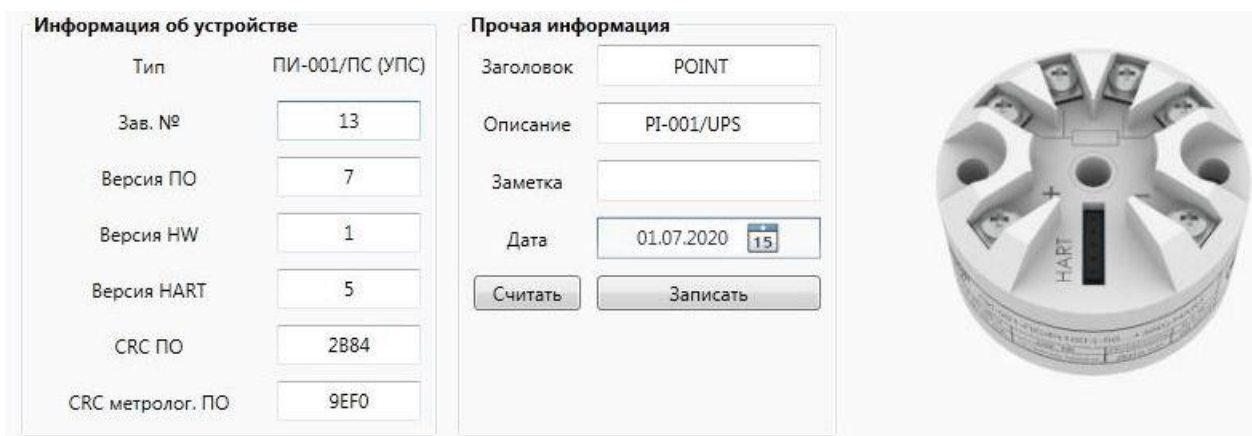 Информация об устройстве
Тип ПИ-001/ПС (УПС)
Зав. № 13
Версия ПО 7
Версия HW 1
Версия HART 5
CRC ПО 2B84
CRC метролог. ПО 9EF0
Прочая информация
Заголовок POINT
Описание PI-001/UPS
Заметка
Дата 01.07.2020 15
Считать Записать
+ −
HART